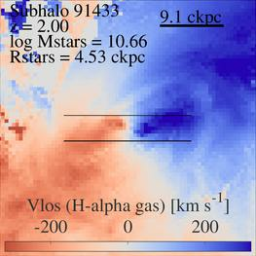 Subhalo 91433
9.1 ckpc
Z = 2.00
log Mstars = 10.66
Rstars = 4.53 ckpc
Vlos (H-alpha gas) [km s⁻¹]
-200 0 200